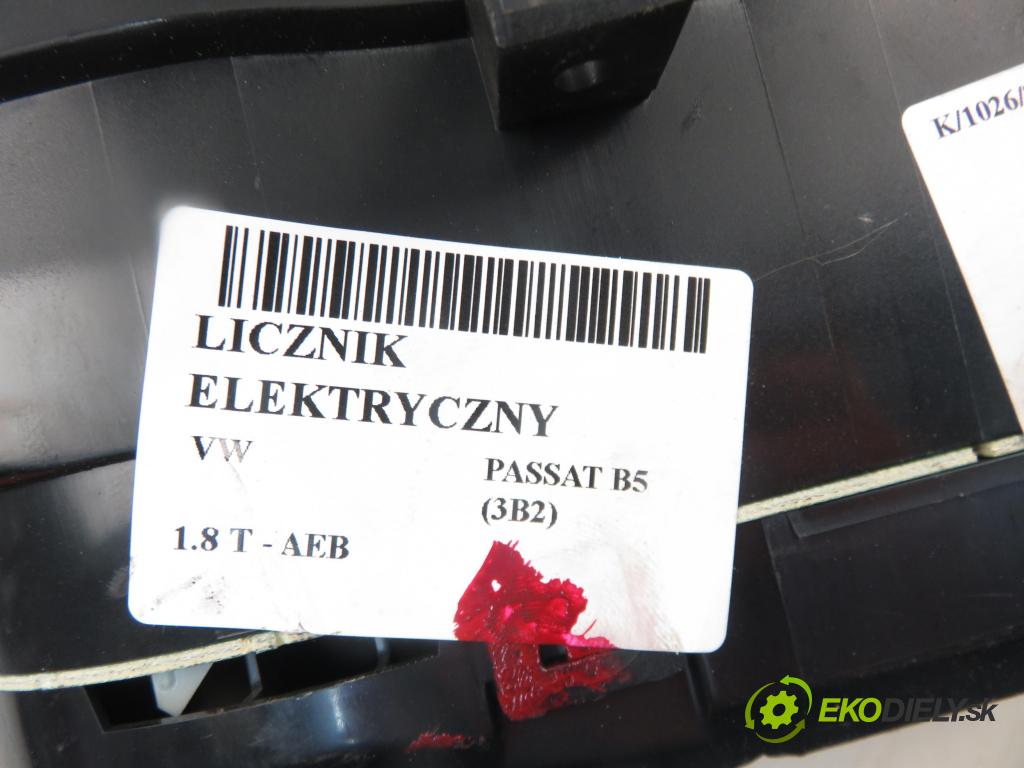 K/1026/
LICZNIK
ELEKTRYCZNY
VW
PASSAT B5
(3B2)
1.8 T - AEB
EKODIELY.SK